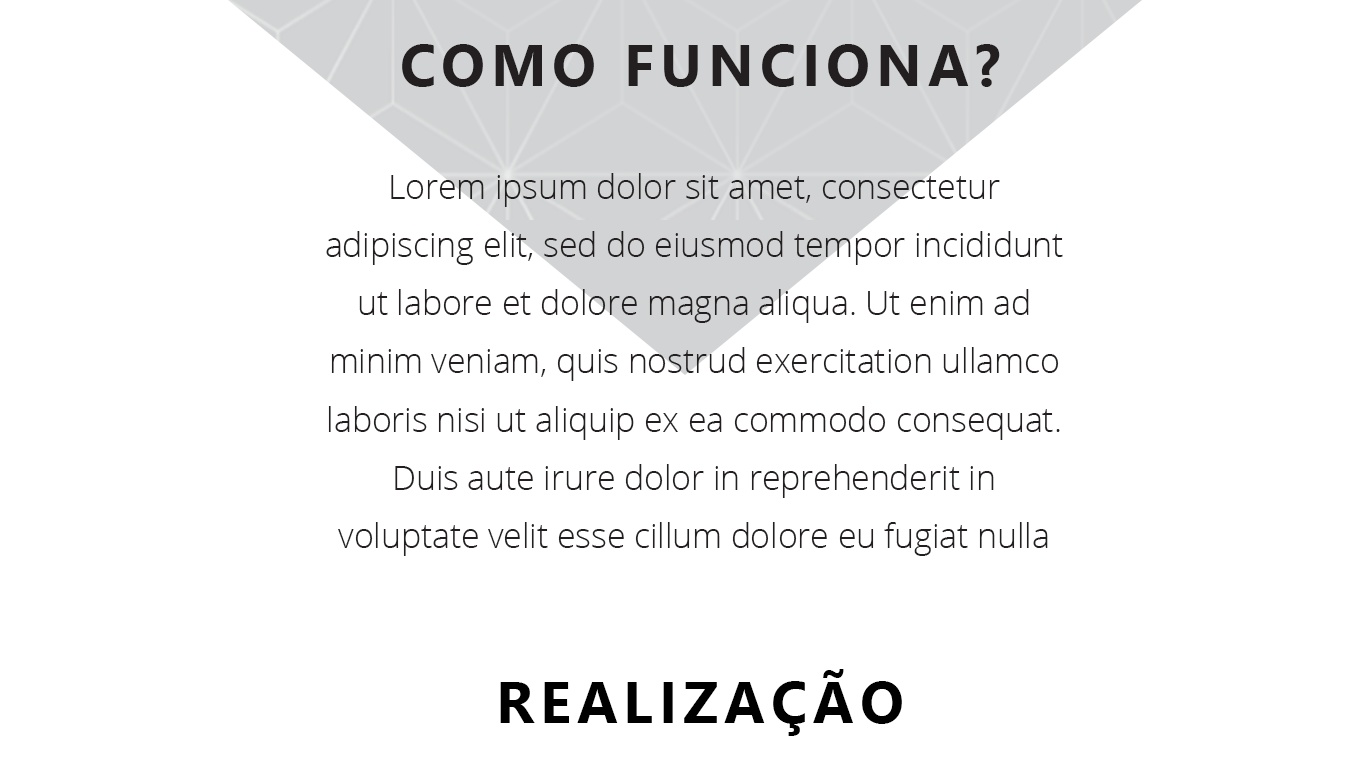 COMO FUNCIONA?
Lorem ipsum dolor sit amet, consectetur
adipiscing elit, sed do eiusmod tempor incididunt
ut labore et dolore magna aliqua. Ut enim ad
minim veniam, quis nostrud exercitation ullamco
laboris nisi ut aliquip ex ea commodo consequat.
Duis aute irure dolor in reprehenderit in
voluptate velit esse cillum dolore eu fugiat nulla
REALIZAÇÃO